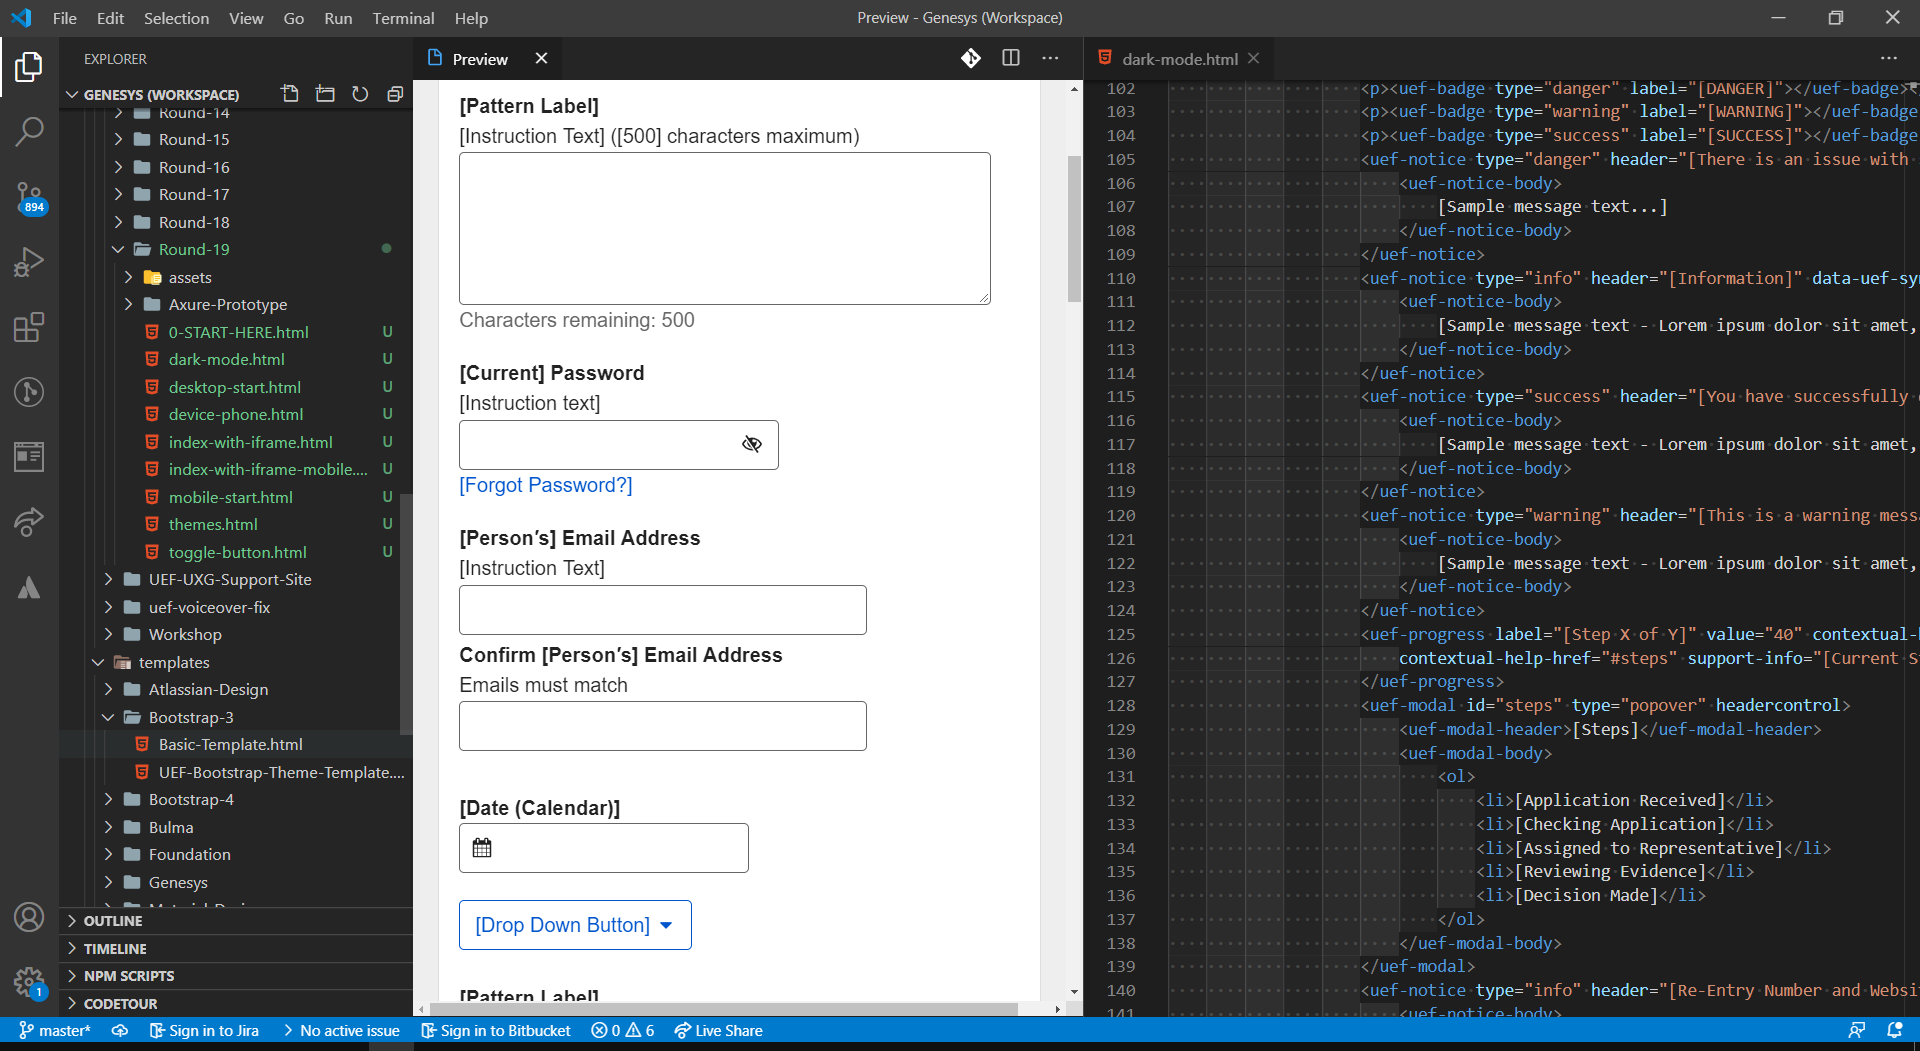 File Edit Selection View Go Run Terminal Help
Preview - Genesys (Workspace)
EXPLORER
GENESYS (WORKSPACE)
Round-14
Round-15
Round-16
Round-17
Round-18
Round-19
assets
Axure-Prototype
0-START-HERE.html U
dark-mode.html U
desktop-start.html U
device-phone.html U
index-with-iframe.html U
index-with-iframe-mobile.... U
mobile-start.html U
themes.html U
toggle-button.html U
UEF-UXG-Support-Site
uef-voiceover-fix
Workshop
templates
Atlassian-Design
Bootstrap-3
Basic-Template.html
UEF-Bootstrap-Theme-Template....
Bootstrap-4
Bulma
Foundation
Genesys
OUTLINE
TIMELINE
NPM SCRIPTS
CODETOUR
894
1
Preview
[Pattern Label]
[Instruction Text] ([500] characters maximum)
Characters remaining: 500
[Current] Password
[Instruction text]
[Forgot Password?]
[Person's] Email Address
[Instruction Text]
Confirm [Person's] Email Address
Emails must match
[Date (Calendar)]
[Drop Down Button]
[Pattern Label]
dark-mode.html
102 <p><uef-badge type="danger" label="[DANGER]"></uef-badge><
103 <p><uef-badge type="warning" label="[WARNING]"></uef-badge
104 <p><uef-badge type="success" label="[SUCCESS]"></uef-badge
105 <uef-notice type="danger" header="[There is an issue with
106 <uef-notice-body>
107 [Sample message text...]
108 </uef-notice-body>
109 </uef-notice>
110 <uef-notice type="info" header="[Information]" data-uef-sy
111 <uef-notice-body>
112 [Sample message text - Lorem ipsum dolor sit amet,
113 </uef-notice-body>
114 </uef-notice>
115 <uef-notice type="success" header="[You have successfully
116 <uef-notice-body>
117 [Sample message text - Lorem ipsum dolor sit amet,
118 </uef-notice-body>
119 </uef-notice>
120 <uef-notice type="warning" header="[This is a warning mess
121 <uef-notice-body>
122 [Sample message text - Lorem ipsum dolor sit amet,
123 </uef-notice-body>
124 </uef-notice>
125 <uef-progress label="[Step X of Y]" value="40" contextual-
126 contextual-help-href="#steps" support-info="[Current S
127 </uef-progress>
128 <uef-modal id="steps" type="popover" headercontrol>
129 <uef-modal-header>[Steps]</uef-modal-header>
130 <uef-modal-body>
131 <ol>
132 <li>[Application Received]</li>
133 <li>[Checking Application]</li>
134 <li>[Assigned to Representative]</li>
135 <li>[Reviewing Evidence]</li>
136 <li>[Decision Made]</li>
137 </ol>
138 </uef-modal-body>
139 </uef-modal>
140 <uef-notice type="info" header="[Re-Entry Number and Websi
141 <uef-notice-body>
master* Sign in to Jira No active issue Sign in to Bitbucket 0 6 Live Share